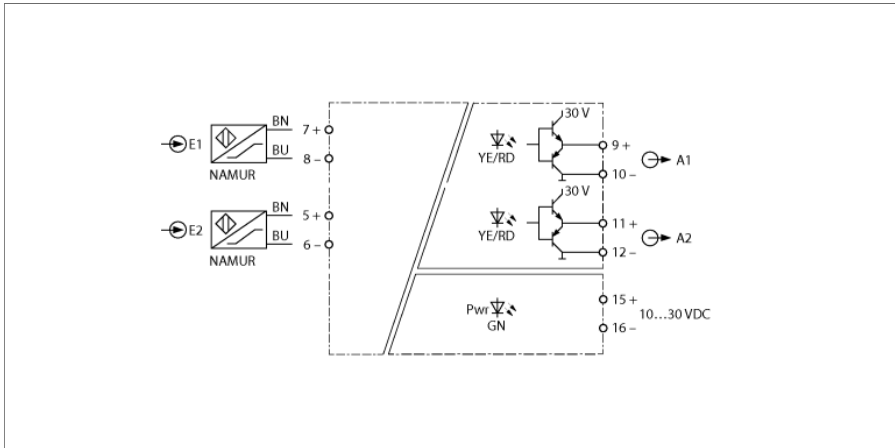 E1
BN
7 +
BU
8 –
NAMUR
E2
BN
5 +
BU
6 –
NAMUR
YE/RD
30 V
9 +
10 –
A1
YE/RD
30 V
11 +
12 –
A2
Pwr
GN
15 +
16 –
10...30 VDC